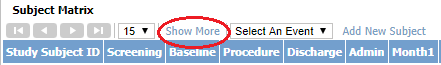 Subject Matrix
15 Show More Select An Event Add New Subject
Study Subject ID Screening Baseline Procedure Discharge Admin Month1